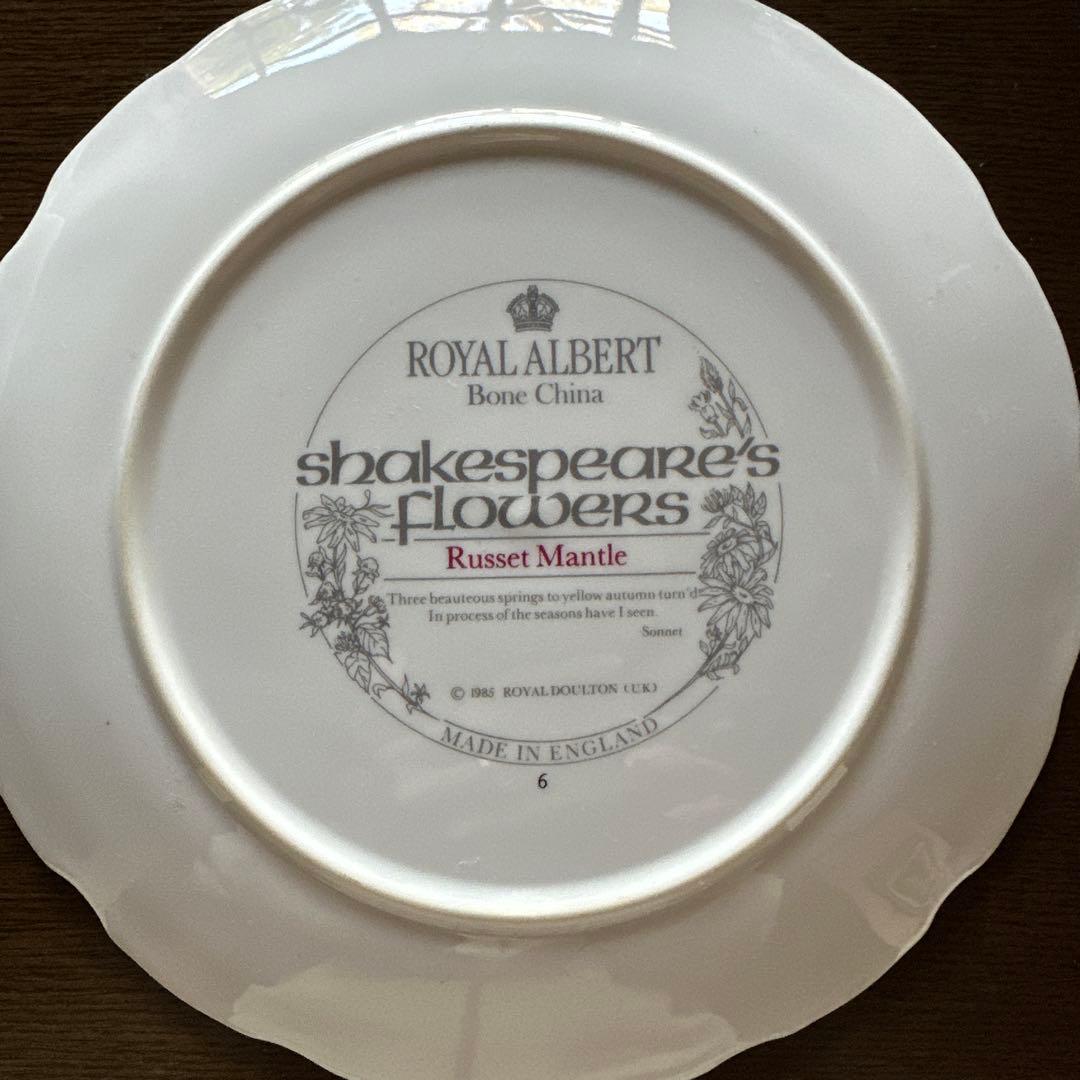 ROYAL ALBERT
Bone China
shakespeare's
flowers
Russet Mantle
Three beauteous springs to yellow autumn turn'd
In process of the seasons have I seen.
Sonnet
© 1985 ROYAL DOULTON (UK)
MADE IN ENGLAND
6